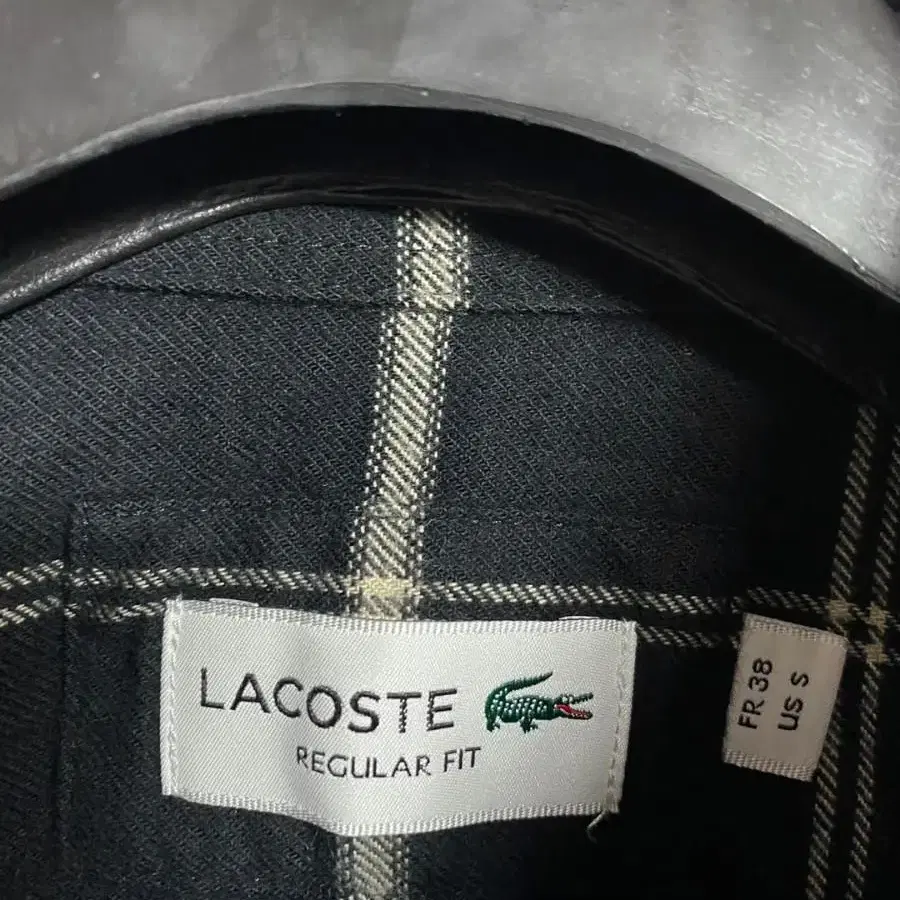 LACOSTE
REGULAR FIT
FR 38
US S